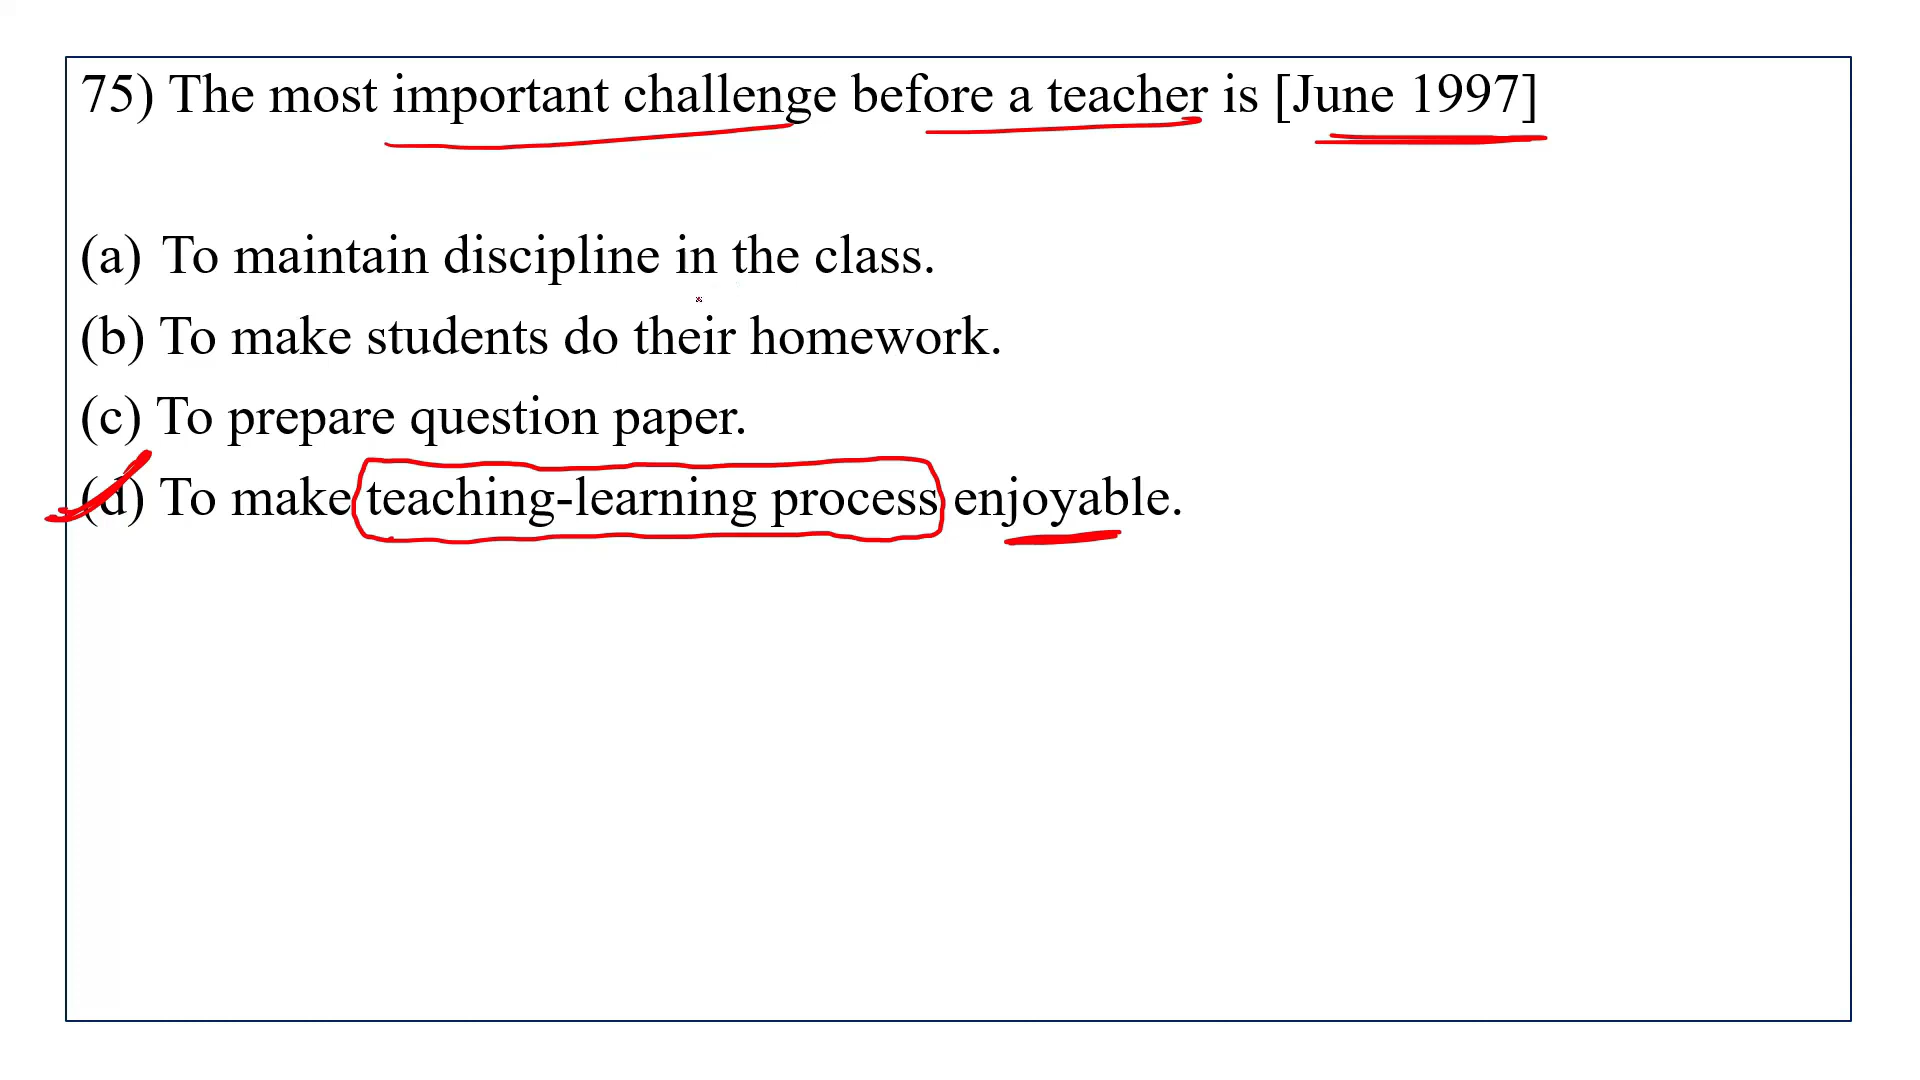 75) The most important challenge before a teacher is [June 1997]
(a) To maintain discipline in the class.
(b) To make students do their homework.
(c) To prepare question paper.
(d) To make teaching-learning process enjoyable.